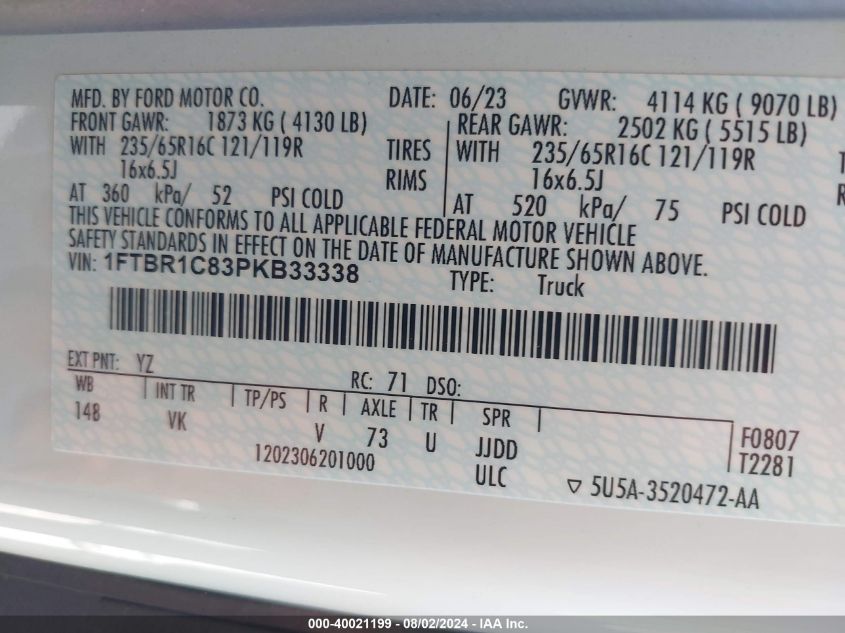 MFD. BY FORD MOTOR CO. DATE: 06/23 GVWR: 4114 KG ( 9070 LB)
FRONT GAWR: 1873 KG ( 4130 LB) REAR GAWR: 2502 KG ( 5515 LB)
WITH 235/65R16C 121/119R TIRES WITH 235/65R16C 121/119R
16x6.5J RIMS 16x6.5J
AT 360 kPa/ 52 PSI COLD AT 520 kPa/ 75 PSI COLD
THIS VEHICLE CONFORMS TO ALL APPLICABLE FEDERAL MOTOR VEHICLE
SAFETY STANDARDS IN EFFECT ON THE DATE OF MANUFACTURE SHOWN ABOVE.
VIN: 1FTBR1C83PKB33338 TYPE: Truck
EXT PNT: YZ RC: 71 DSO:
WB INT TR TP/PS R AXLE TR SPR
148 VK V 73 U JJDD F0807
1202306201000 ULC T2281
5U5A-3520472-AA
000-40021199 - 08/02/2024 - IAA Inc.